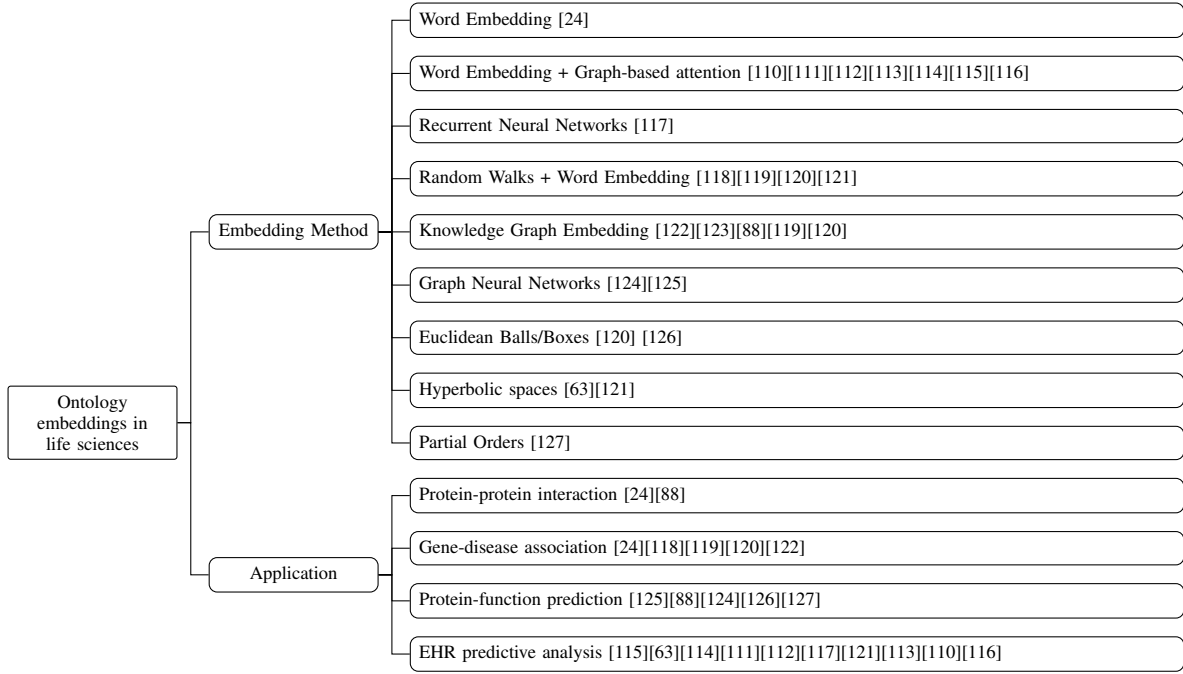 Word Embedding [24]
Word Embedding + Graph-based attention [110][111][112][113][114][115][116]
Recurrent Neural Networks [117]
Random Walks + Word Embedding [118][119][120][121]
Embedding Method
Knowledge Graph Embedding [122][123][88][119][120]
Graph Neural Networks [124][125]
Euclidean Balls/Boxes [120] [126]
Hyperbolic spaces [63][121]
Ontology
embeddings in
life sciences
Partial Orders [127]
Protein-protein interaction [24][88]
Gene-disease association [24][118][119][120][122]
Application
Protein-function prediction [125][88][124][126][127]
EHR predictive analysis [115][63][114][111][112][117][121][113][110][116]